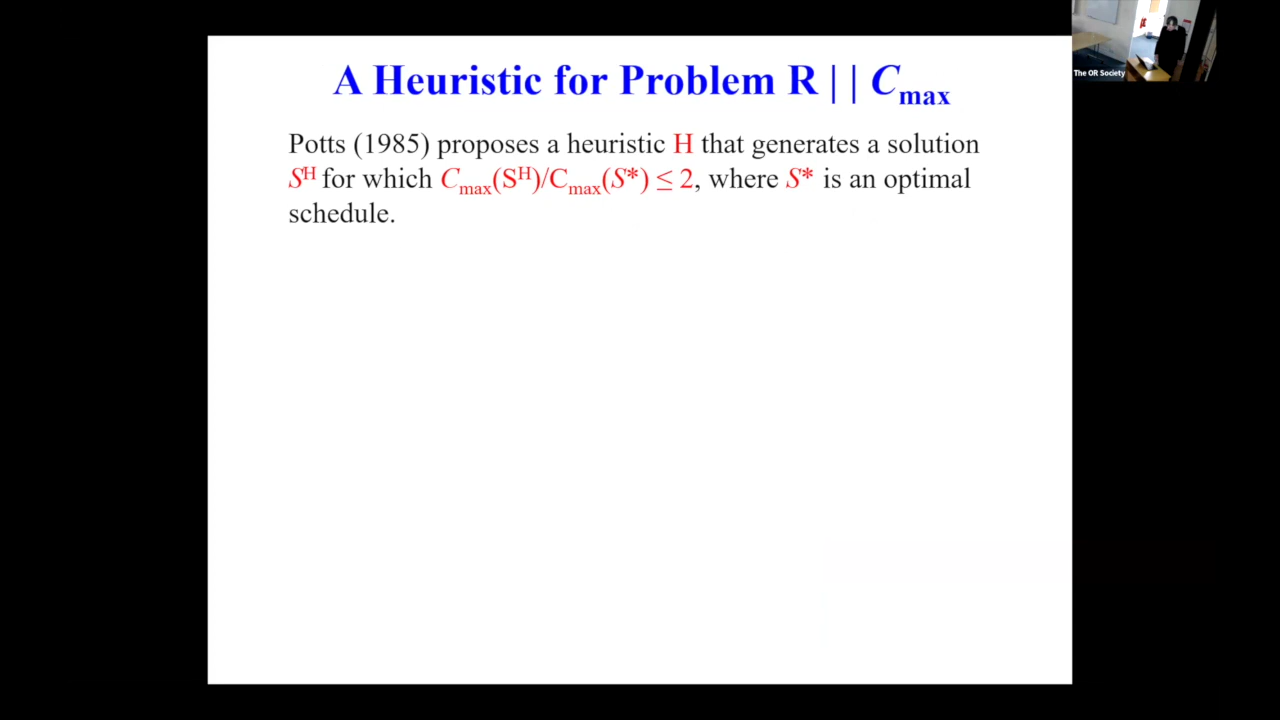 A Heuristic for Problem R | | Cmax
Potts (1985) proposes a heuristic H that generates a solution
Sᴴ for which Cmax(Sᴴ)/Cmax(S*) ≤ 2, where S* is an optimal
schedule.
The OR Society